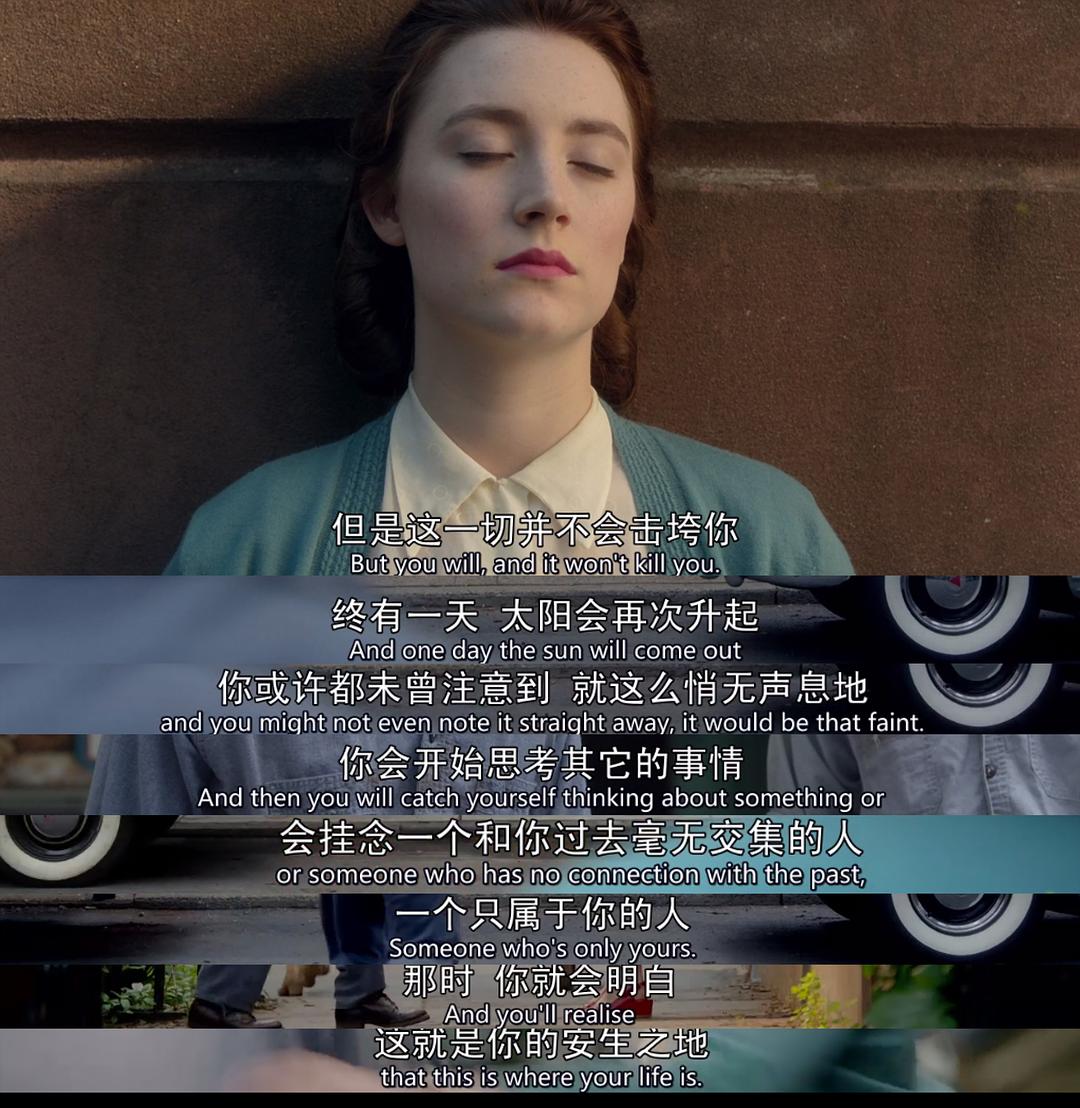 但是这一切并不会击垮你
But you will, and it won't kill you.
终有一天 太阳会再次升起
And one day the sun will come out
你或许都未曾注意到 就这么悄无声息地
and you might not even note it straight away, it would be that faint.
你会开始思考其它的事情
And then you will catch yourself thinking about something or
会挂念一个和你过去毫无交集的人
or someone who has no connection with the past,
一个只属于你的人
Someone who's only yours.
那时 你就会明白
And you'll realise
这就是你的安生之地
that this is where your life is.